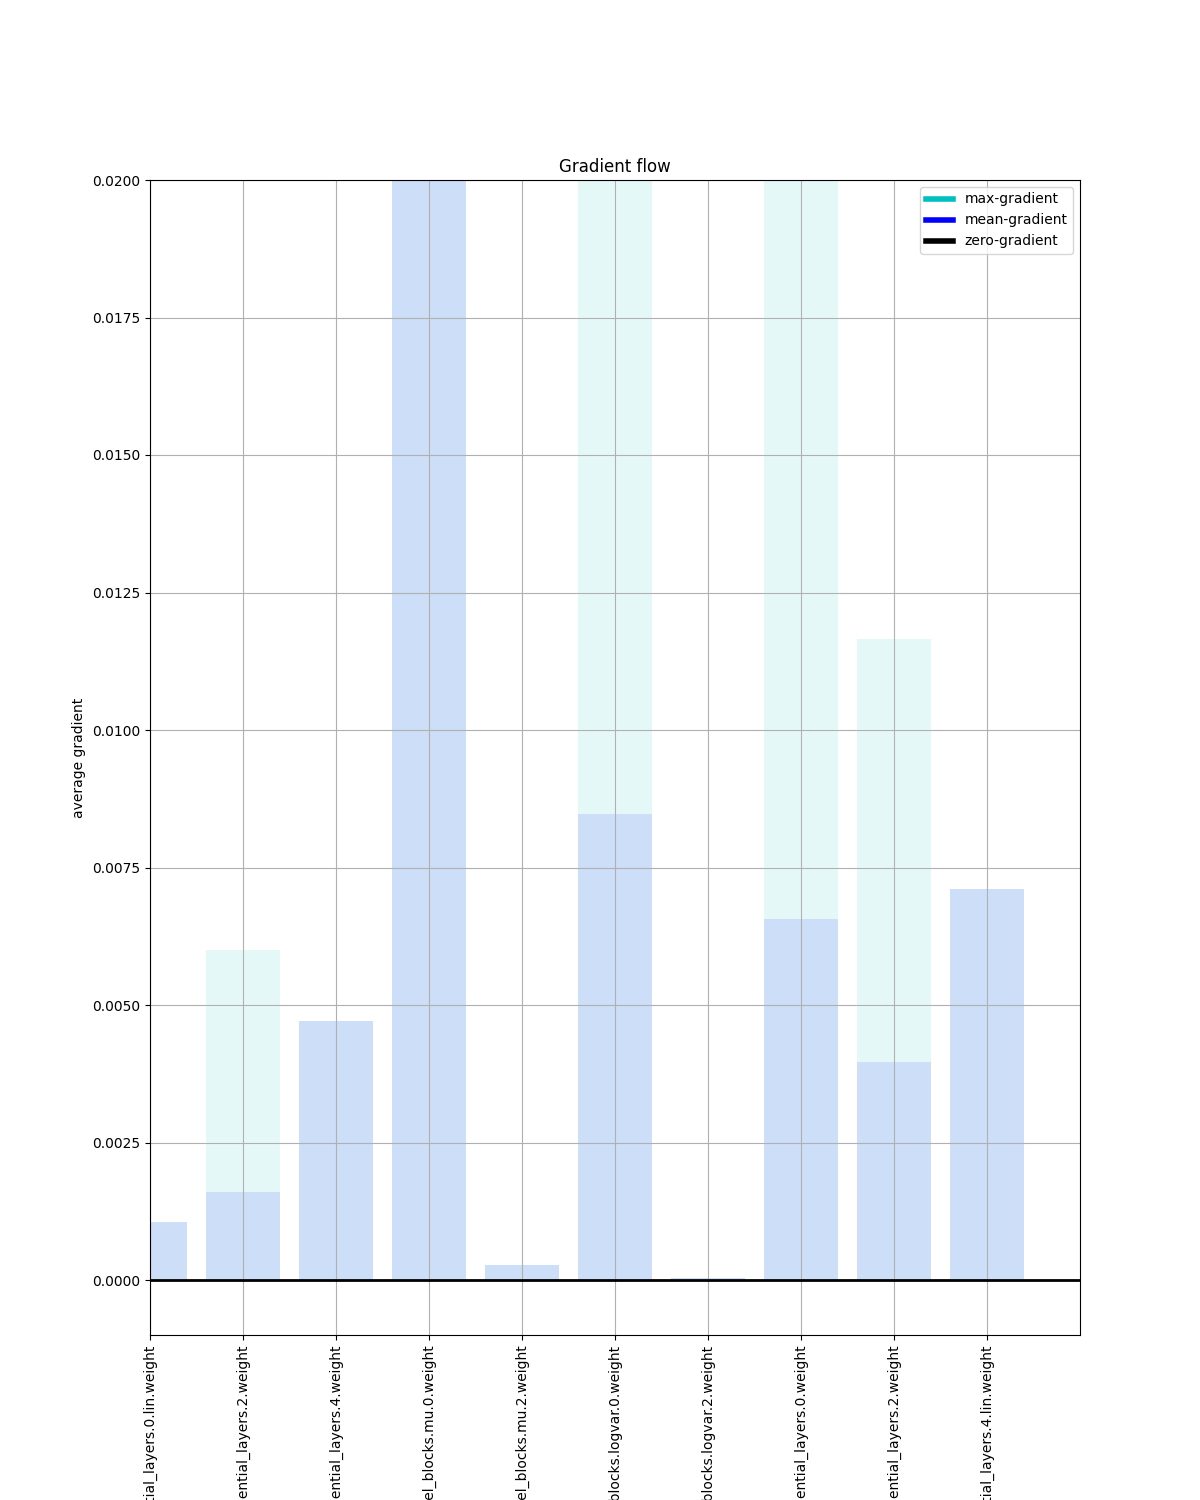 Gradient flow
max-gradient
mean-gradient
zero-gradient
0.0200
0.0175
0.0150
0.0125
0.0100
0.0075
0.0050
0.0025
0.0000
average gradient
tial_layers.0.lin.weight
ential_layers.2.weight
ential_layers.4.weight
el_blocks.mu.0.weight
el_blocks.mu.2.weight
blocks.logvar.0.weight
blocks.logvar.2.weight
ential_layers.0.weight
ential_layers.2.weight
tial_layers.4.lin.weight